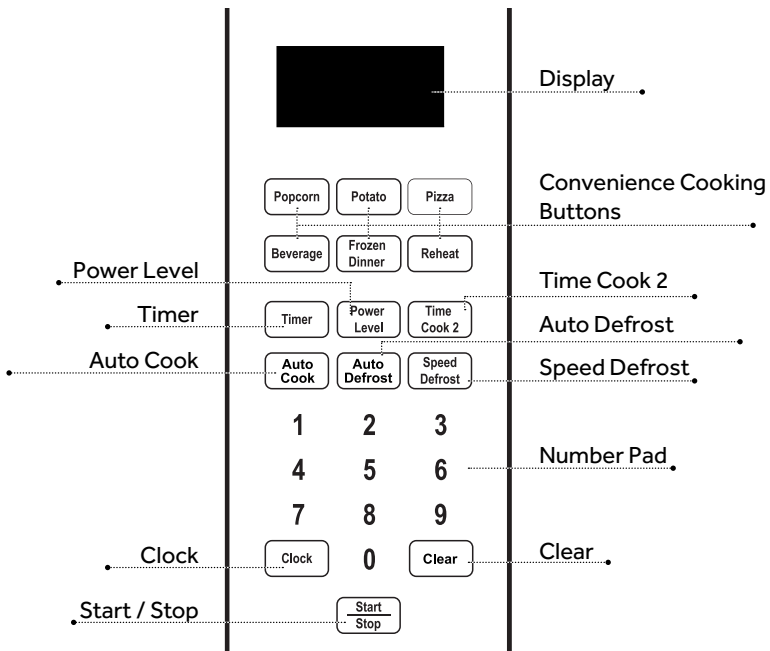 Display
Popcorn Potato Pizza
Convenience Cooking
Buttons
Beverage Frozen Dinner Reheat
Power Level
Time Cook 2
Timer
Timer Power Level Time Cook 2
Auto Defrost
Auto Cook
Auto Cook Auto Defrost Speed Defrost
Speed Defrost
1 2 3
4 5 6
Number Pad
7 8 9
Clock
Clock 0 Clear
Clear
Start / Stop
Start
Stop